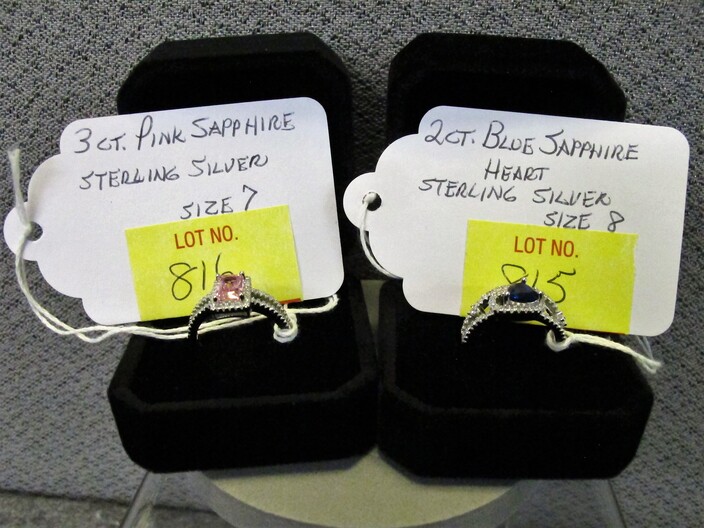 3 CT. PINK SAPPHIRE
STERLING SILVER
SIZE 7
LOT NO.
816
2 CT. BLUE SAPPHIRE
HEART
STERLING SILVER
SIZE 8
LOT NO.
815